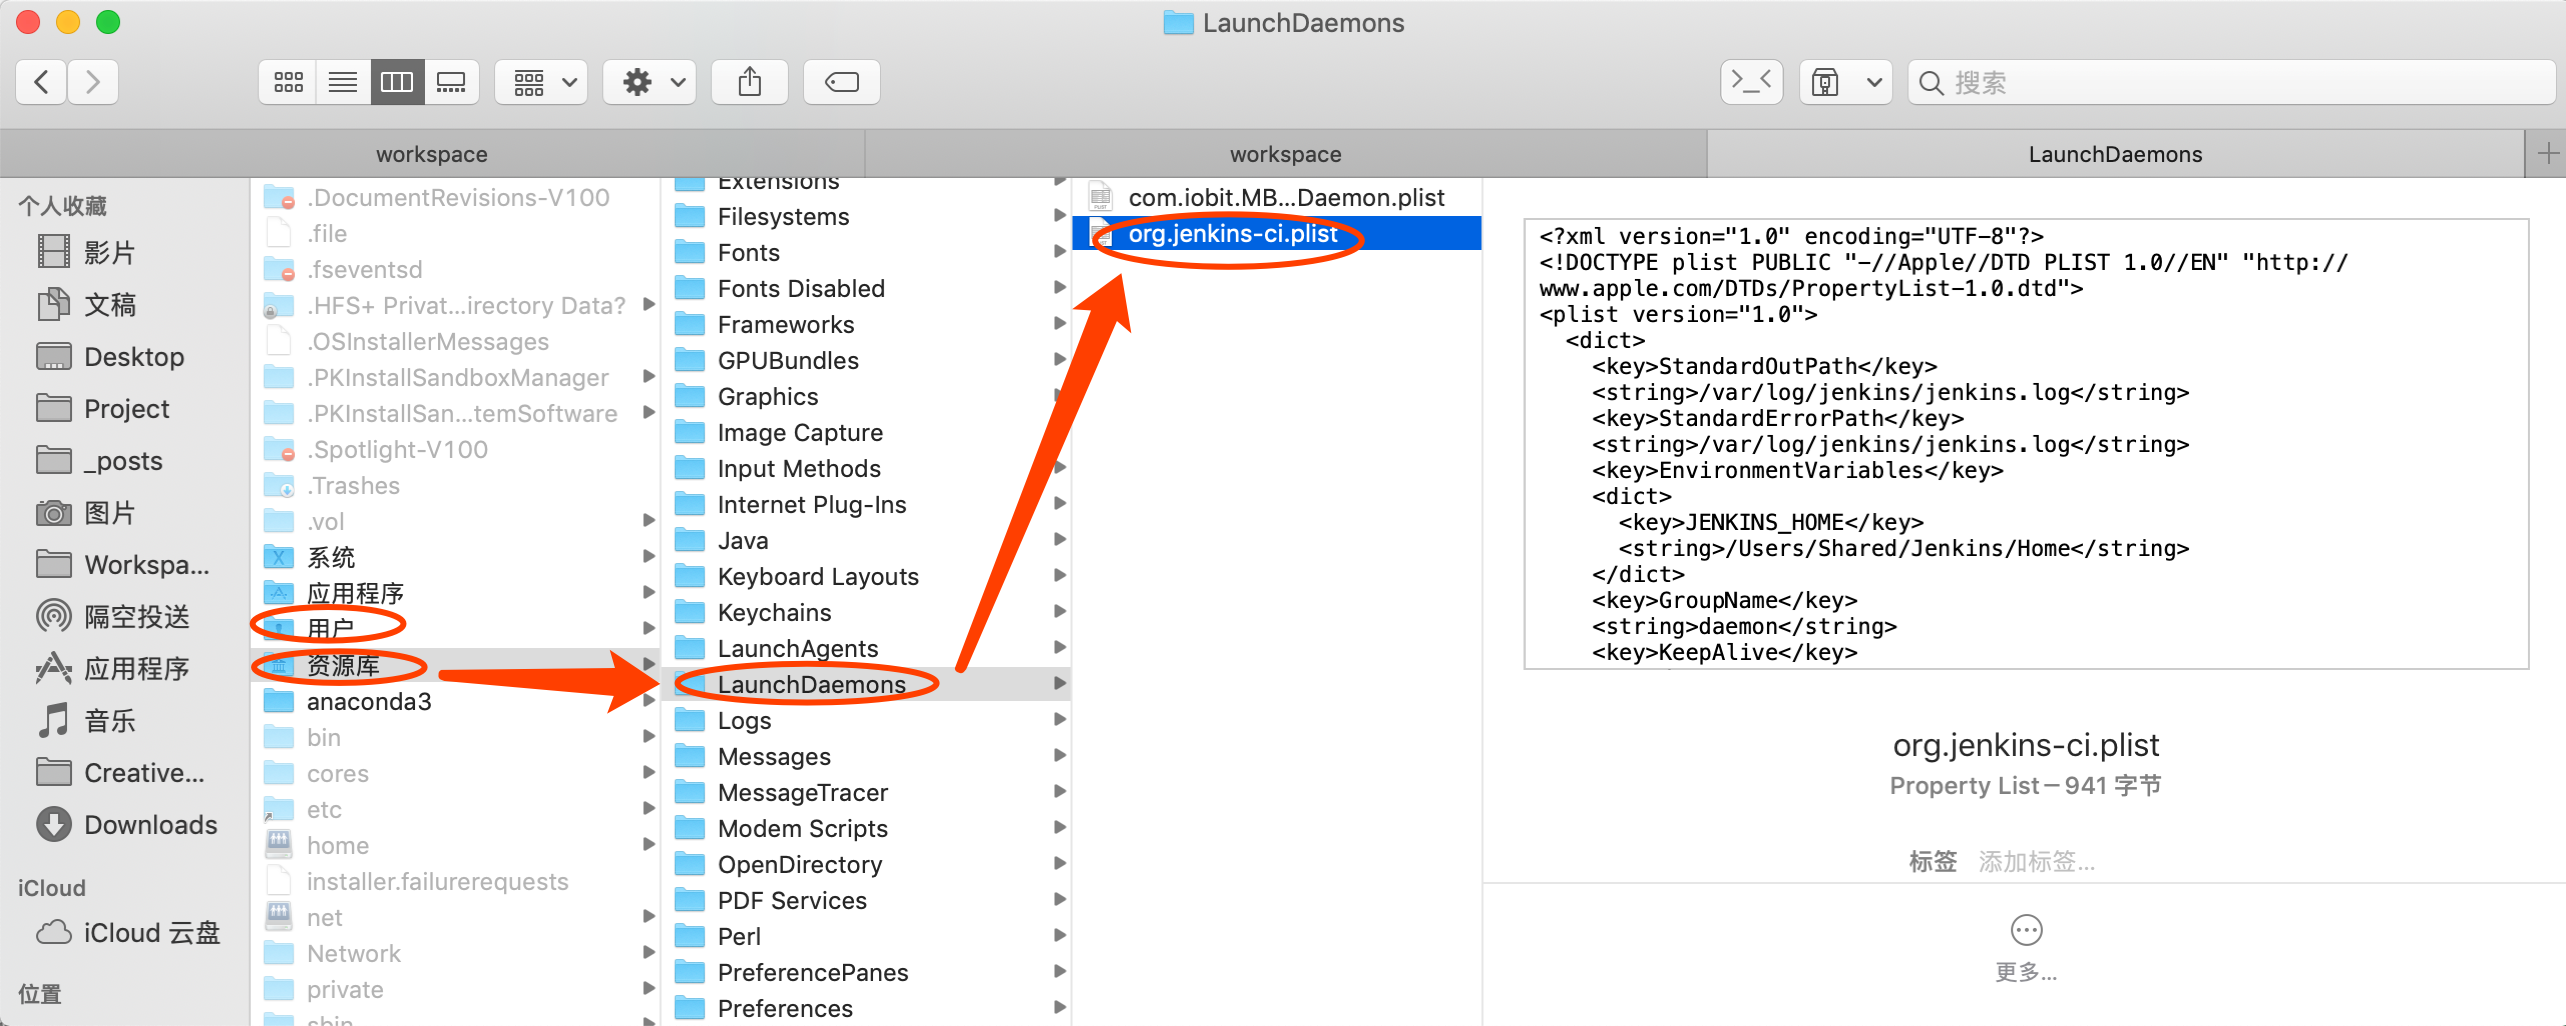 LaunchDaemons
搜索
workspace
workspace
LaunchDaemons
个人收藏
影片
文稿
Desktop
Project
_posts
图片
Workspa...
隔空投送
应用程序
音乐
Creative...
Downloads
iCloud
iCloud 云盘
位置
.DocumentRevisions-V100
.file
.fseventsd
.HFS+ Privat...irectory Data?
.OSInstallerMessages
.PKInstallSandboxManager
.PKInstallSan...temSoftware
.Spotlight-V100
.Trashes
.vol
系统
应用程序
用户
资源库
anaconda3
bin
cores
etc
home
installer.failurerequests
net
Network
private
sbin
Extensions
Filesystems
Fonts
Fonts Disabled
Frameworks
GPUBundles
Graphics
Image Capture
Input Methods
Internet Plug-Ins
Java
Keyboard Layouts
Keychains
LaunchAgents
LaunchDaemons
Logs
Messages
MessageTracer
Modem Scripts
OpenDirectory
PDF Services
Perl
PreferencePanes
Preferences
com.iobit.MB...Daemon.plist
org.jenkins-ci.plist
<?xml version="1.0" encoding="UTF-8"?>
<!DOCTYPE plist PUBLIC "-//Apple//DTD PLIST 1.0//EN" "http://
www.apple.com/DTDs/PropertyList-1.0.dtd">
<plist version="1.0">
<dict>
<key>StandardOutPath</key>
<string>/var/log/jenkins/jenkins.log</string>
<key>StandardErrorPath</key>
<string>/var/log/jenkins/jenkins.log</string>
<key>EnvironmentVariables</key>
<dict>
<key>JENKINS_HOME</key>
<string>/Users/Shared/Jenkins/Home</string>
</dict>
<key>GroupName</key>
<string>daemon</string>
<key>KeepAlive</key>
org.jenkins-ci.plist
Property List – 941 字节
标签 添加标签...
更多...